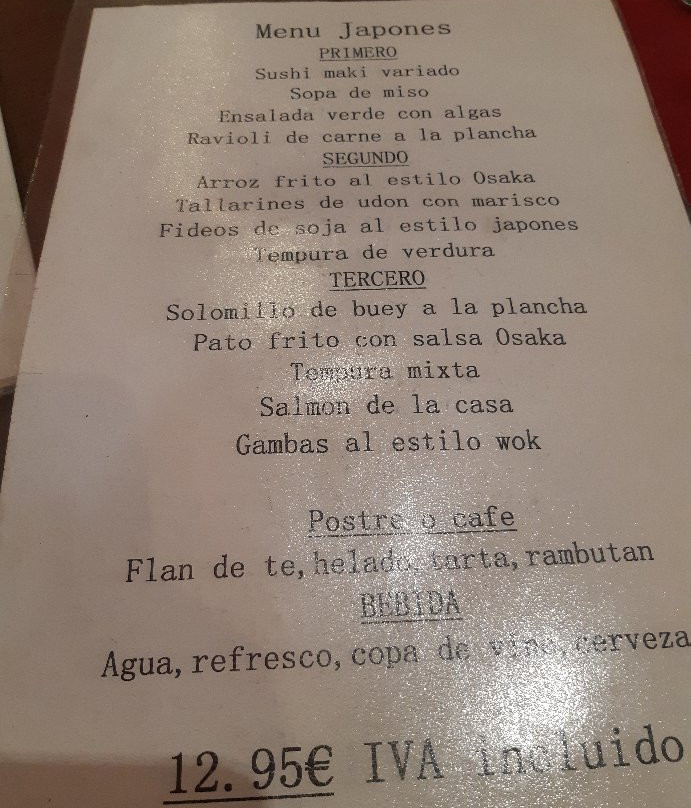 Menu Japones
PRIMERO
Sushi maki variado
Sopa de miso
Ensalada verde con algas
Ravioli de carne a la plancha
SEGUNDO
Arroz frito al estilo Osaka
Tallarines de udon con marisco
Fideos de soja al estilo japones
Tempura de verdura
TERCERO
Solomillo de buey a la plancha
Pato frito con salsa Osaka
Tempura mixta
Salmon de la casa
Gambas al estilo wok
Postre o cafe
Flan de te, helado, tarta, rambutan
BEBIDA
Agua, refresco, copa de vino, cerveza
12.95€ IVA incluido